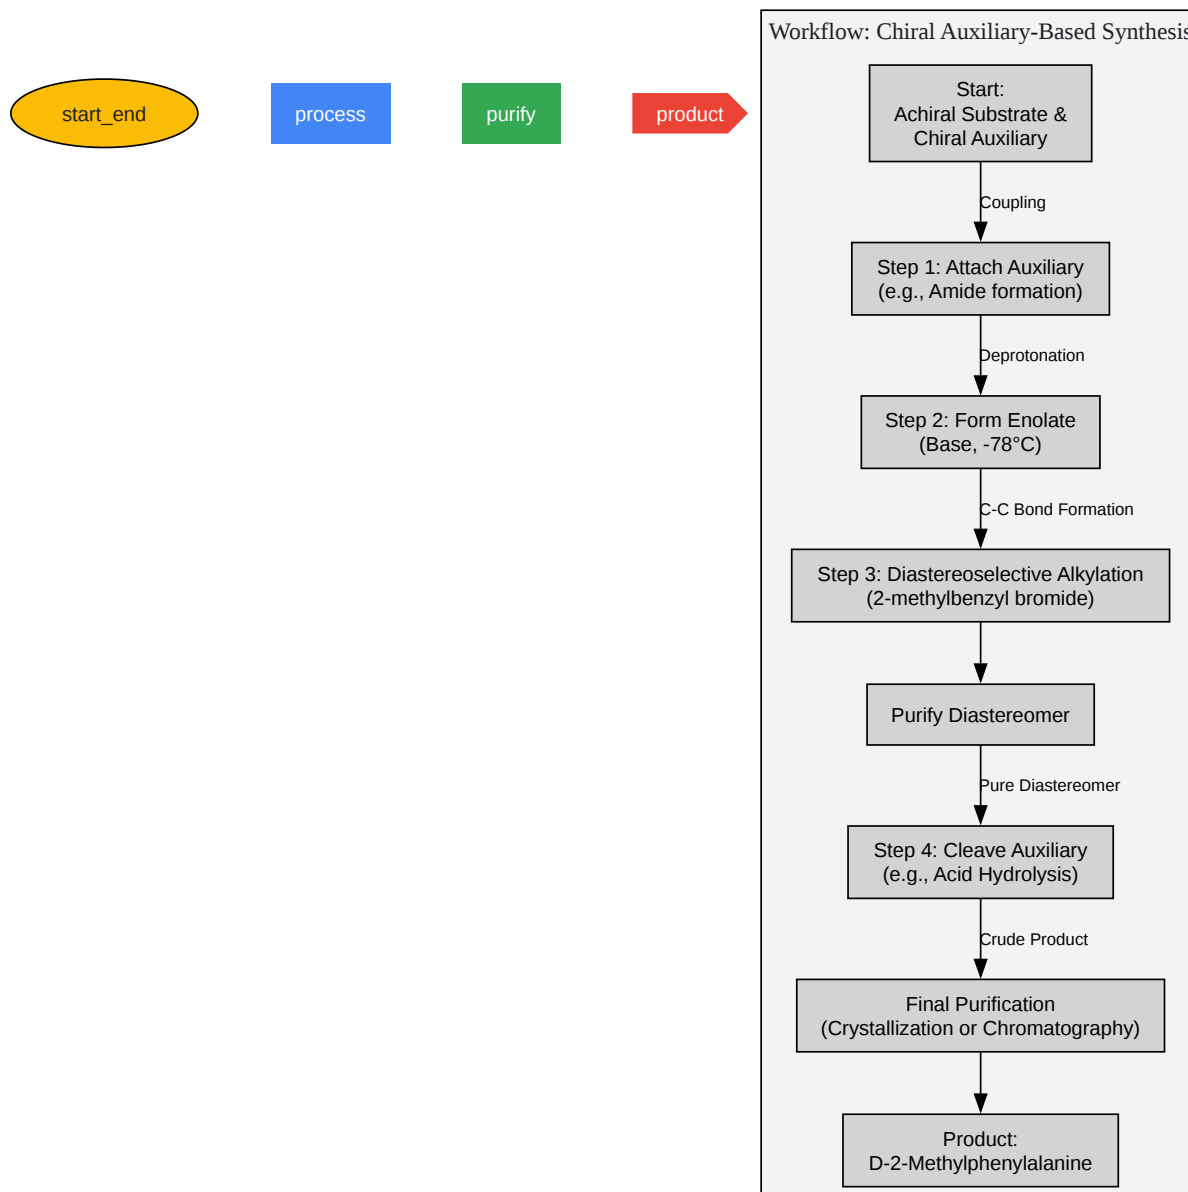 start_end
process
purify
product
Workflow: Chiral Auxiliary-Based Synthesis
Start:
Achiral Substrate &
Chiral Auxiliary
Coupling
Step 1: Attach Auxiliary
(e.g., Amide formation)
Deprotonation
Step 2: Form Enolate
(Base, -78°C)
C-C Bond Formation
Step 3: Diastereoselective Alkylation
(2-methylbenzyl bromide)
Purify Diastereomer
Pure Diastereomer
Step 4: Cleave Auxiliary
(e.g., Acid Hydrolysis)
Crude Product
Final Purification
(Crystallization or Chromatography)
Product:
D-2-Methylphenylalanine